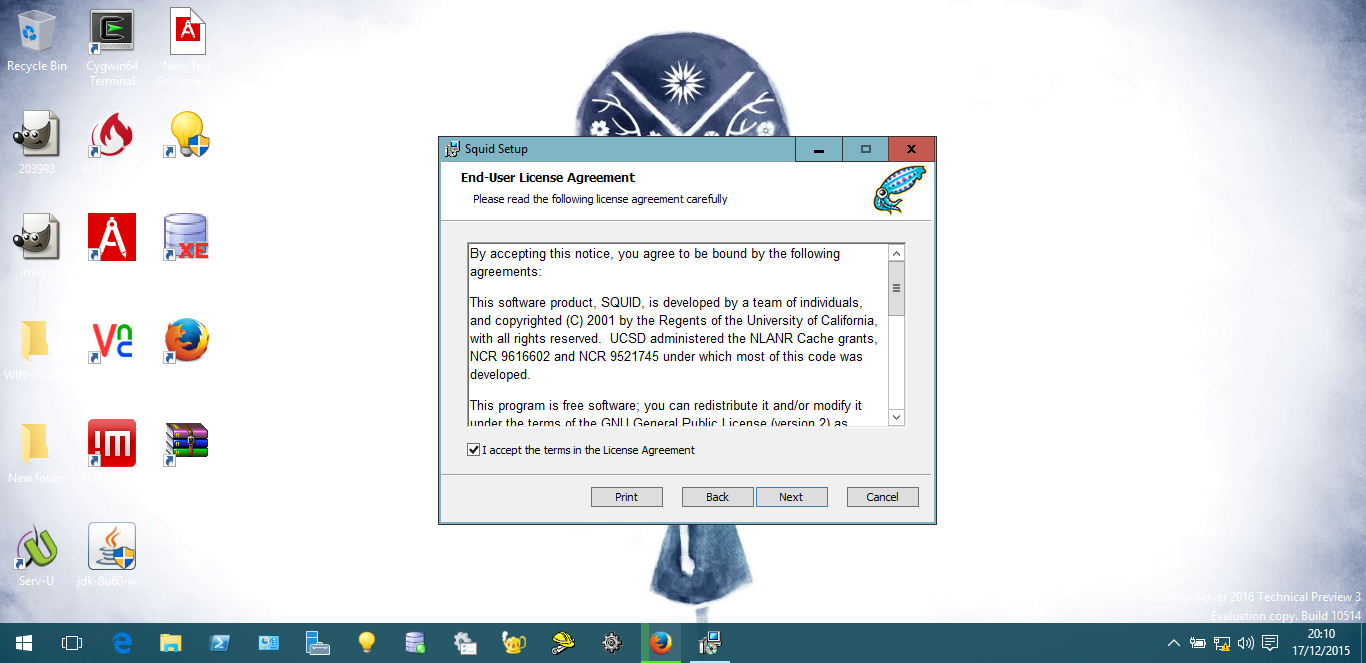 Recycle Bin
Cygwin64
Terminal
New Text
Documen...
203993
PDFC
images
XE
WIN-iRN
VNC
New folder
!m
Serv-U
jdk-8u60-w...
Squid Setup
End-User License Agreement
Please read the following license agreement carefully
By accepting this notice, you agree to be bound by the following
agreements:
This software product, SQUID, is developed by a team of individuals,
and copyrighted (C) 2001 by the Regents of the University of California,
with all rights reserved. UCSD administered the NLANR Cache grants,
NCR 9616602 and NCR 9521745 under which most of this code was
developed.
This program is free software; you can redistribute it and/or modify it
under the terms of the GNU General Public License (version 2) as
I accept the terms in the License Agreement
Print
Back
Next
Cancel
Windows Server 2016 Technical Preview 3
Evaluation copy. Build 10514
20:10
17/12/2015